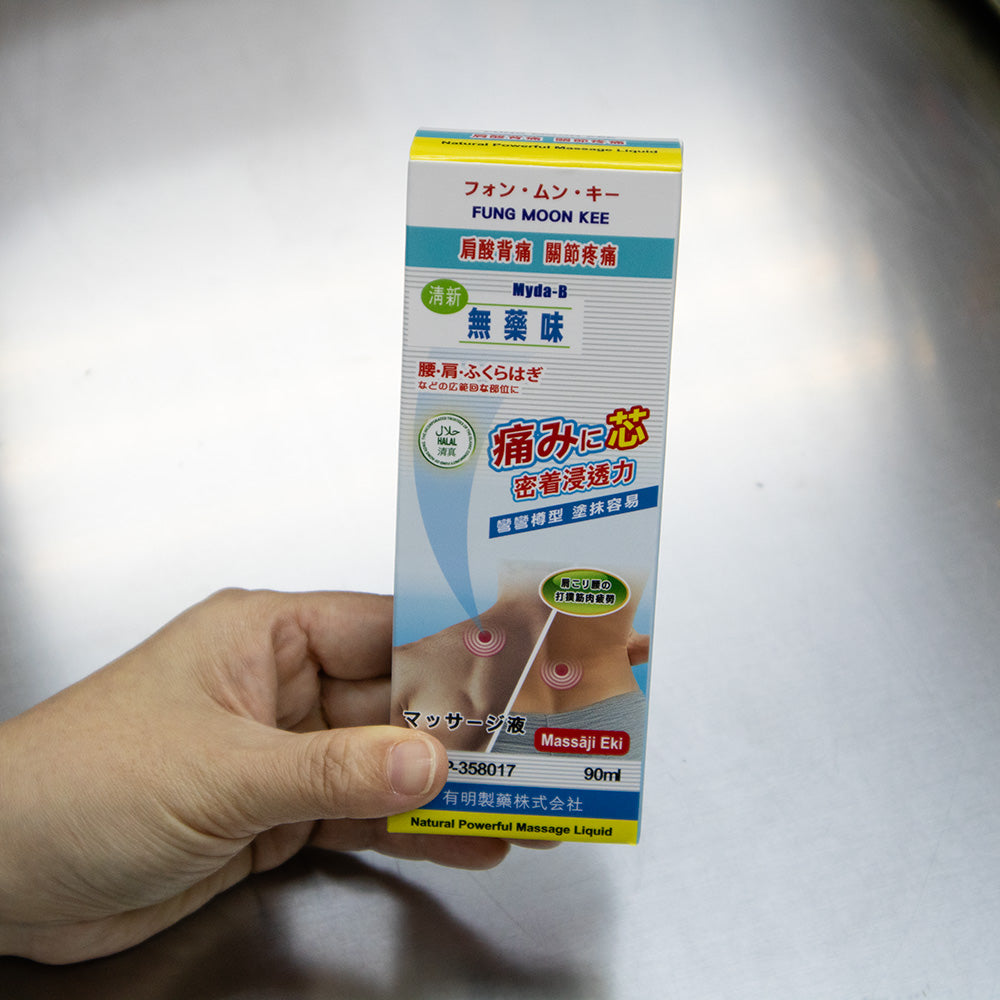 Natural Powerful Massage Liquid
フォン・ムン・キー
FUNG MOON KEE
肩酸背痛 關節疼痛
Myda-B
清新
無藥味
腰・肩・ふくらはぎ
などの広範囲な部位に
حلال
HALAL
清真
痛みに芯
密着浸透力
彎彎樽型 塗抹容易
肩こり腰の
打撲筋肉疲労
マッサージ液
Massāji Eki
P-358017
90ml
有明製藥株式会社
Natural Powerful Massage Liquid